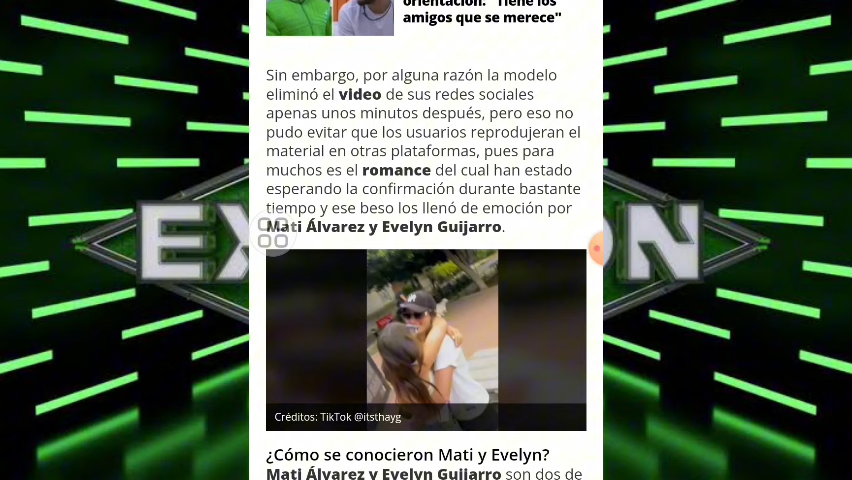 orientación: "Tiene los
amigos que se merece"
Sin embargo, por alguna razón la modelo
eliminó el video de sus redes sociales
apenas unos minutos después, pero eso no
pudo evitar que los usuarios reprodujeran el
material en otras plataformas, pues para
muchos es el romance del cual han estado
esperando la confirmación durante bastante
tiempo y ese beso los llenó de emoción por
Mati Álvarez y Evelyn Guijarro.
EX
ON
Créditos: TikTok @itsthayg
¿Cómo se conocieron Mati y Evelyn?
Mati Álvarez y Evelyn Guijarro son dos de